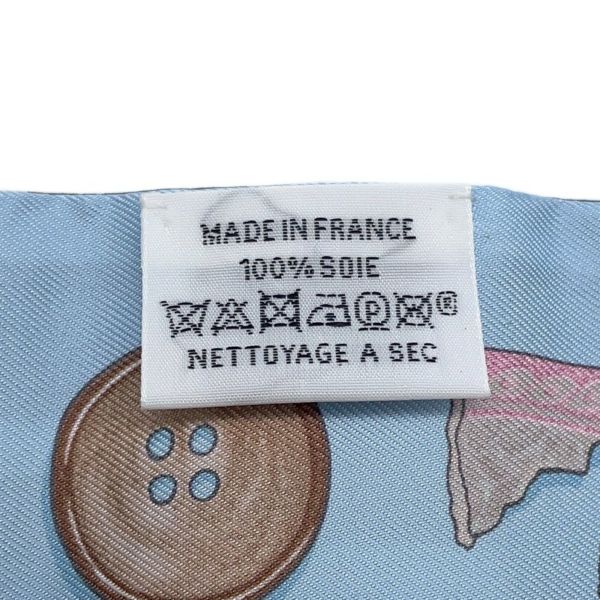 MADE IN FRANCE
100% SOIE
®
NETTOYAGE A SEC